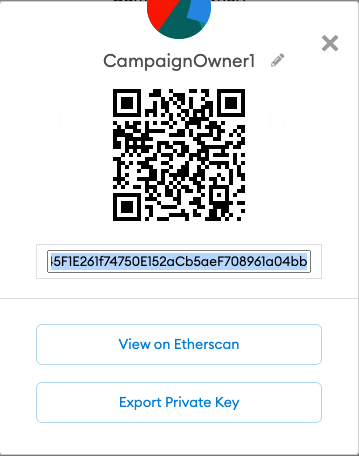 CampaignOwner1
5F1E261f74750E152aCb5aeF708961a04bb
View on Etherscan
Export Private Key